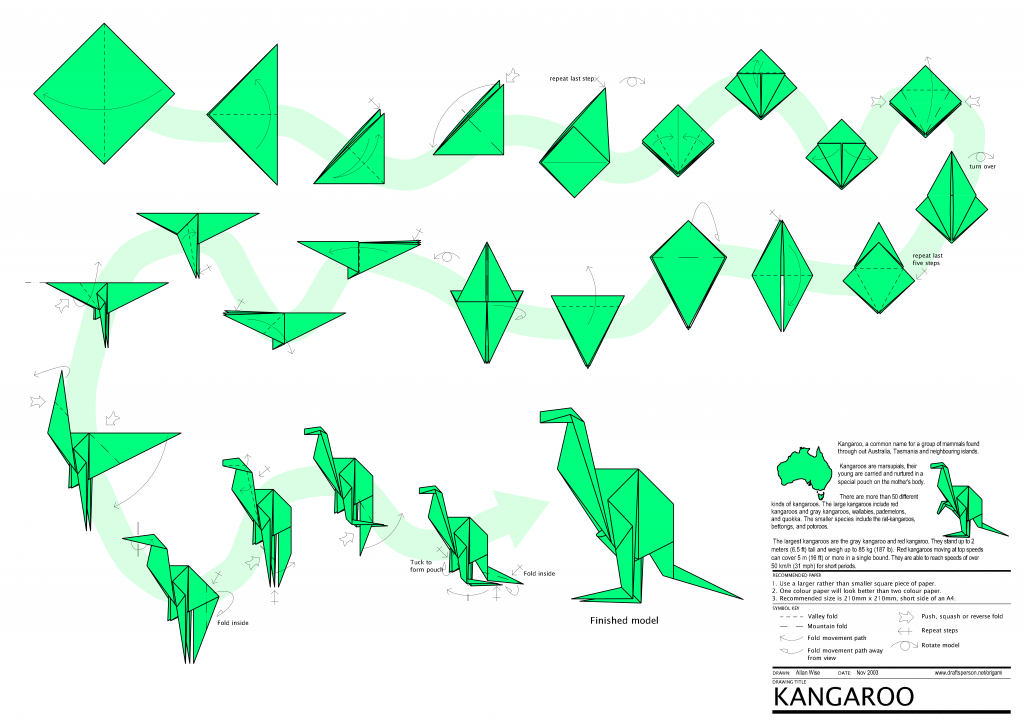 repeat last step
turn over
repeat last
five steps
Tuck to
form pouch
Fold inside
Fold inside
Finished model
Kangaroo, a common name for a group of mammals found
through out Australia, Tasmania and neighbouring islands.
Kangaroos are marsupials, their
young are carried and nurtured in a
special pouch on the mother's body.
There are more than 50 different
kinds of kangaroos. The large kangaroos include red
kangaroos and gray kangaroos, wallabies, pademelons,
and quokka. The smaller species include the rat-kangaroos,
bettongs, and potoroos.
The largest kangaroos are the gray kangaroo and red kangaroo. They stand up to 2
meters (6.5 ft) tall and weigh up to 85 kg (187 lb). Red kangaroos moving at top speeds
can cover 5 m (16 ft) or more in a single bound. They are able to reach speeds of over
50 km/h (31 mph) for short periods.
RECOMMENDED PAPER
1. Use a larger rather than smaller square piece of paper.
2. One colour paper will look better than two colour paper.
3. Recommended size is 210mm x 210mm, short side of an A4.
SYMBOL KEY
Valley fold
Mountain fold
Fold movement path
Fold movement path away
from view
Push, squash or reverse fold
Repeat steps
Rotate model
DRAWN: Allan Wise DATE: Nov 2003 www.draftsperson.net/origami
DRAWING TITLE
KANGAROO